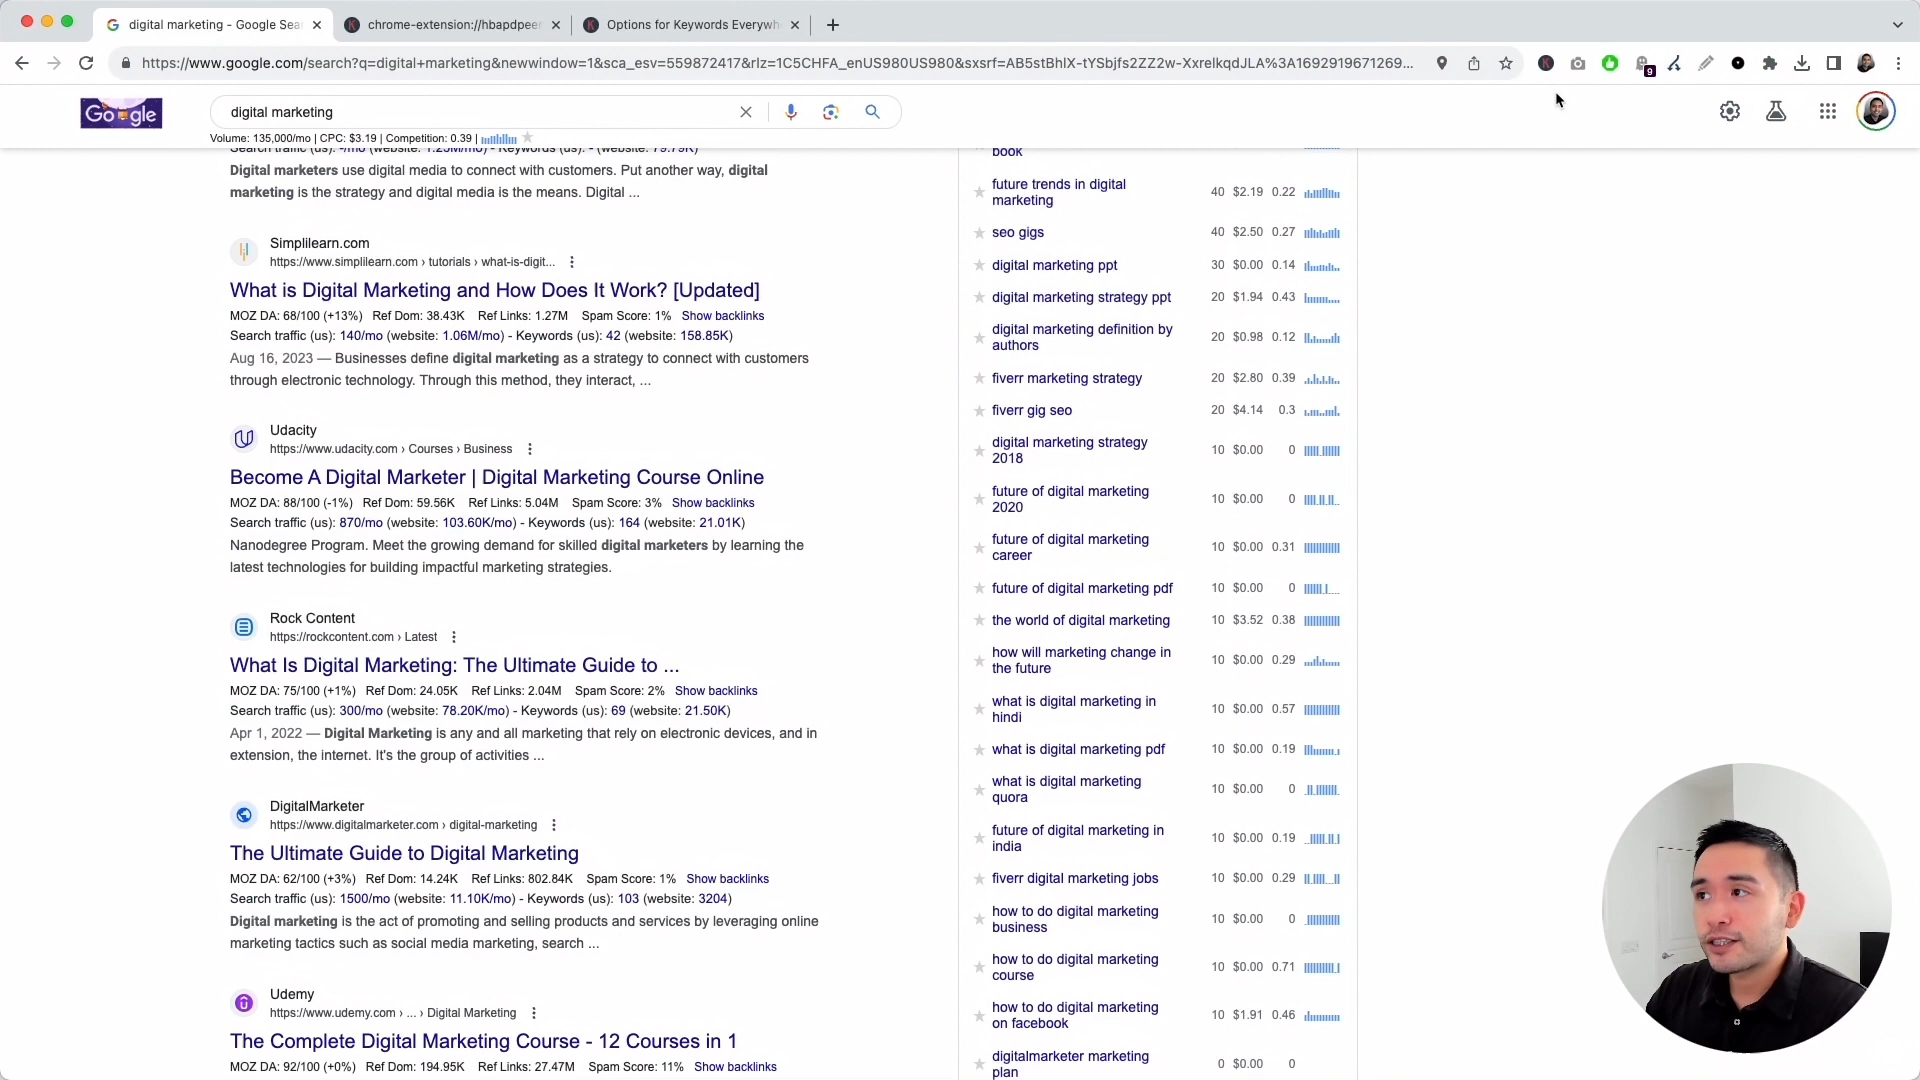 digital marketing - Google Sea
chrome-extension://hbapdpeer
Options for Keywords Everywh
https://www.google.com/search?q=digital+marketing&newwindow=1&sca_esv=559872417&rlz=1C5CHFA_enUS980US980&sxsrf=AB5stBhlX-tYSbjfs2ZZ2w-XxrelkqdJLA%3A1692919671269...
9
Google
digital marketing
Volume: 135,000/mo | CPC: $3.19 | Competition: 0.39 |
Search traffic (us): -/mo (website: 1.25M/mo) - Keywords (us): - (website: 79.79K)
Digital marketers use digital media to connect with customers. Put another way, digital
marketing is the strategy and digital media is the means. Digital ...
Simplilearn.com
https://www.simplilearn.com › tutorials › what-is-digit...
What is Digital Marketing and How Does It Work? [Updated]
MOZ DA: 68/100 (+13%) Ref Dom: 38.43K Ref Links: 1.27M Spam Score: 1% Show backlinks
Search traffic (us): 140/mo (website: 1.06M/mo) - Keywords (us): 42 (website: 158.85K)
Aug 16, 2023 — Businesses define digital marketing as a strategy to connect with customers
through electronic technology. Through this method, they interact, ...
Udacity
https://www.udacity.com › Courses › Business
Become A Digital Marketer | Digital Marketing Course Online
MOZ DA: 88/100 (-1%) Ref Dom: 59.56K Ref Links: 5.04M Spam Score: 3% Show backlinks
Search traffic (us): 870/mo (website: 103.60K/mo) - Keywords (us): 164 (website: 21.01K)
Nanodegree Program. Meet the growing demand for skilled digital marketers by learning the
latest technologies for building impactful marketing strategies.
Rock Content
https://rockcontent.com › Latest
What Is Digital Marketing: The Ultimate Guide to ...
MOZ DA: 75/100 (+1%) Ref Dom: 24.05K Ref Links: 2.04M Spam Score: 2% Show backlinks
Search traffic (us): 300/mo (website: 78.20K/mo) - Keywords (us): 69 (website: 21.50K)
Apr 1, 2022 — Digital Marketing is any and all marketing that rely on electronic devices, and in
extension, the internet. It's the group of activities ...
DigitalMarketer
https://www.digitalmarketer.com › digital-marketing
The Ultimate Guide to Digital Marketing
MOZ DA: 62/100 (+3%) Ref Dom: 14.24K Ref Links: 802.84K Spam Score: 1% Show backlinks
Search traffic (us): 1500/mo (website: 11.10K/mo) - Keywords (us): 103 (website: 3204)
Digital marketing is the act of promoting and selling products and services by leveraging online
marketing tactics such as social media marketing, search ...
Udemy
https://www.udemy.com › ... › Digital Marketing
The Complete Digital Marketing Course - 12 Courses in 1
MOZ DA: 92/100 (+0%) Ref Dom: 194.95K Ref Links: 27.47M Spam Score: 11% Show backlinks
book
future trends in digital
marketing 40 $2.19 0.22
seo gigs 40 $2.50 0.27
digital marketing ppt 30 $0.00 0.14
digital marketing strategy ppt 20 $1.94 0.43
digital marketing definition by
authors 20 $0.98 0.12
fiverr marketing strategy 20 $2.80 0.39
fiverr gig seo 20 $4.14 0.3
digital marketing strategy
2018 10 $0.00 0
future of digital marketing
2020 10 $0.00 0
future of digital marketing
career 10 $0.00 0.31
future of digital marketing pdf 10 $0.00 0
the world of digital marketing 10 $3.52 0.38
how will marketing change in
the future 10 $0.00 0.29
what is digital marketing in
hindi 10 $0.00 0.57
what is digital marketing pdf 10 $0.00 0.19
what is digital marketing
quora 10 $0.00 0
future of digital marketing in
india 10 $0.00 0.19
fiverr digital marketing jobs 10 $0.00 0.29
how to do digital marketing
business 10 $0.00 0
how to do digital marketing
course 10 $0.00 0.71
how to do digital marketing
on facebook 10 $1.91 0.46
digitalmarketer marketing
plan 0 $0.00 0